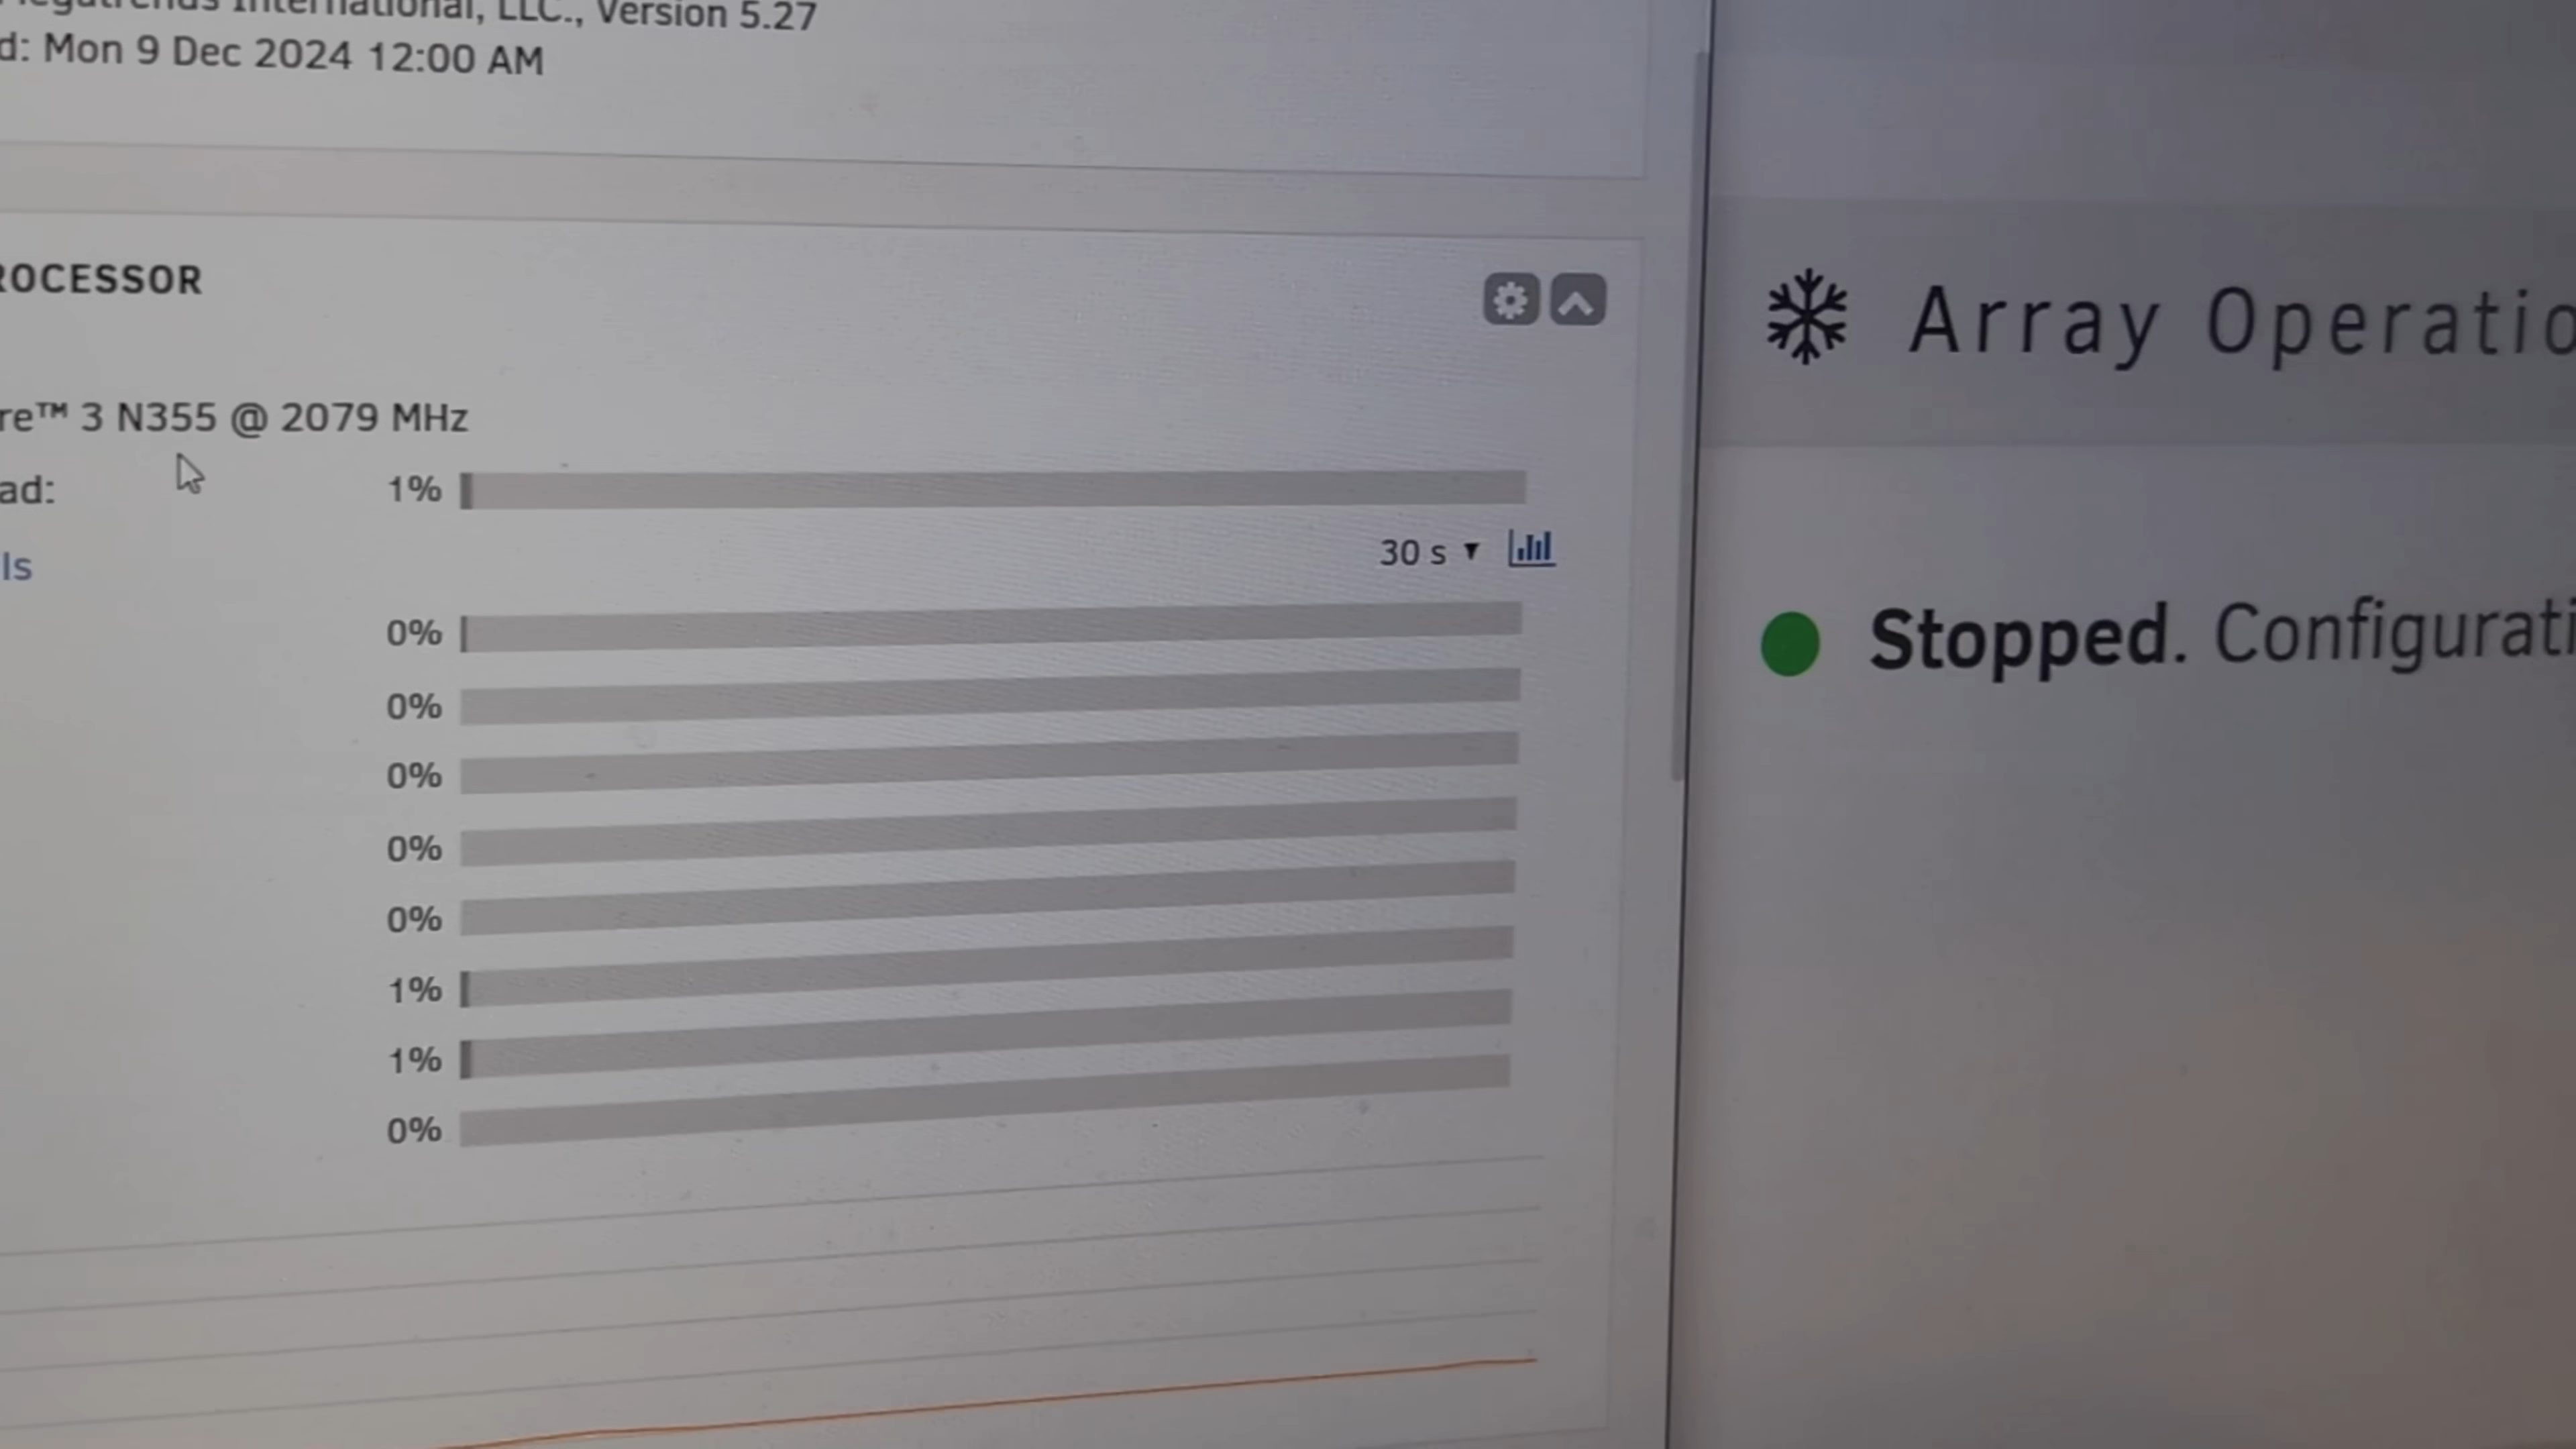 International, LLC., Version 5.27
d: Mon 9 Dec 2024 12:00 AM
ROCESSOR
re™ 3 N355 @ 2079 MHz
ad:
1%
30 s
ls
0%
0%
0%
0%
0%
1%
1%
0%
Array Operatio
Stopped. Configurati